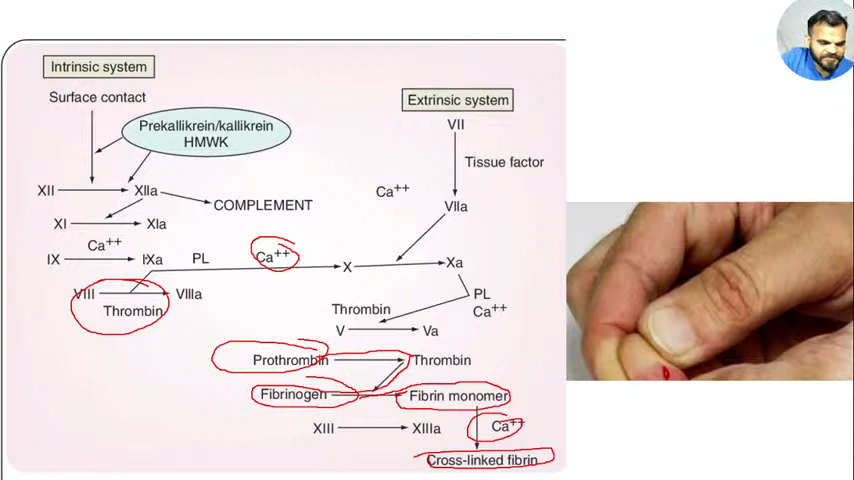 Intrinsic system
Surface contact
Extrinsic system
Prekallikrein/kallikrein
HMWK
VII
Tissue factor
XII
XIIa
Ca++
COMPLEMENT
VIIa
XI
XIa
Ca++
IX
IXa
PL
Ca++
X
Xa
VIII
VIIIa
PL
Thrombin
Thrombin
Ca++
V
Va
Prothrombin
Thrombin
Fibrinogen
Fibrin monomer
XIII
XIIIa
Ca++
Cross-linked fibrin